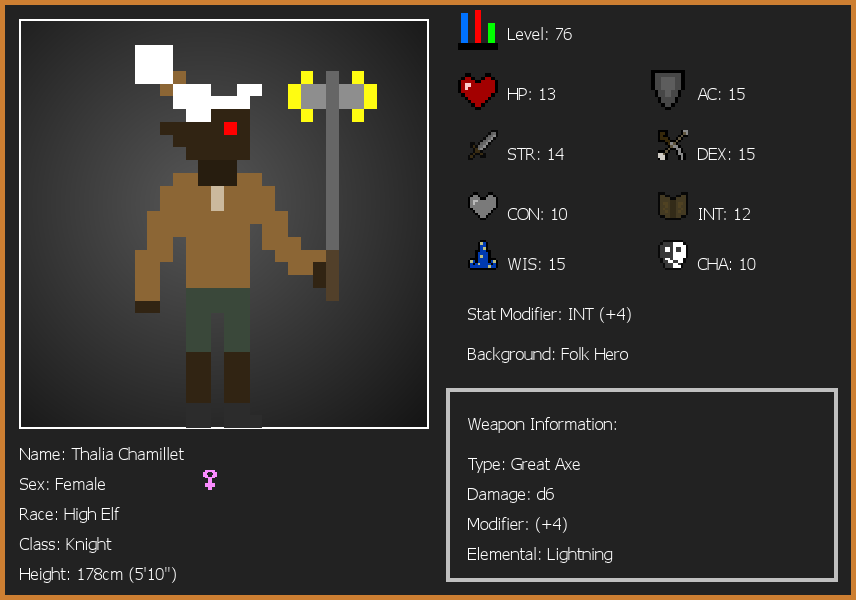 Level: 76
HP: 13
AC: 15
STR: 14
DEX: 15
CON: 10
INT: 12
WIS: 15
CHA: 10
Stat Modifier: INT (+4)
Background: Folk Hero
Weapon Information:
Type: Great Axe
Damage: d6
Modifier: (+4)
Elemental: Lightning
Name: Thalia Chamillet
Sex: Female
Race: High Elf
Class: Knight
Height: 178cm (5'10")